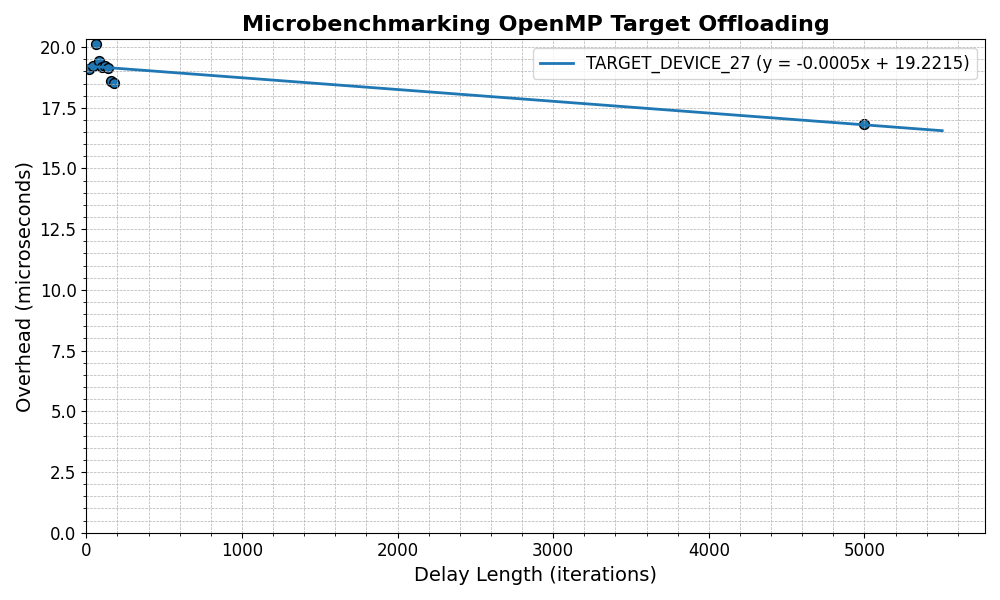 Microbenchmarking OpenMP Target Offloading
TARGET_DEVICE_27 (y = -0.0005x + 19.2215)
Overhead (microseconds)
20.0
17.5
15.0
12.5
10.0
7.5
5.0
2.5
0.0
0 1000 2000 3000 4000 5000
Delay Length (iterations)